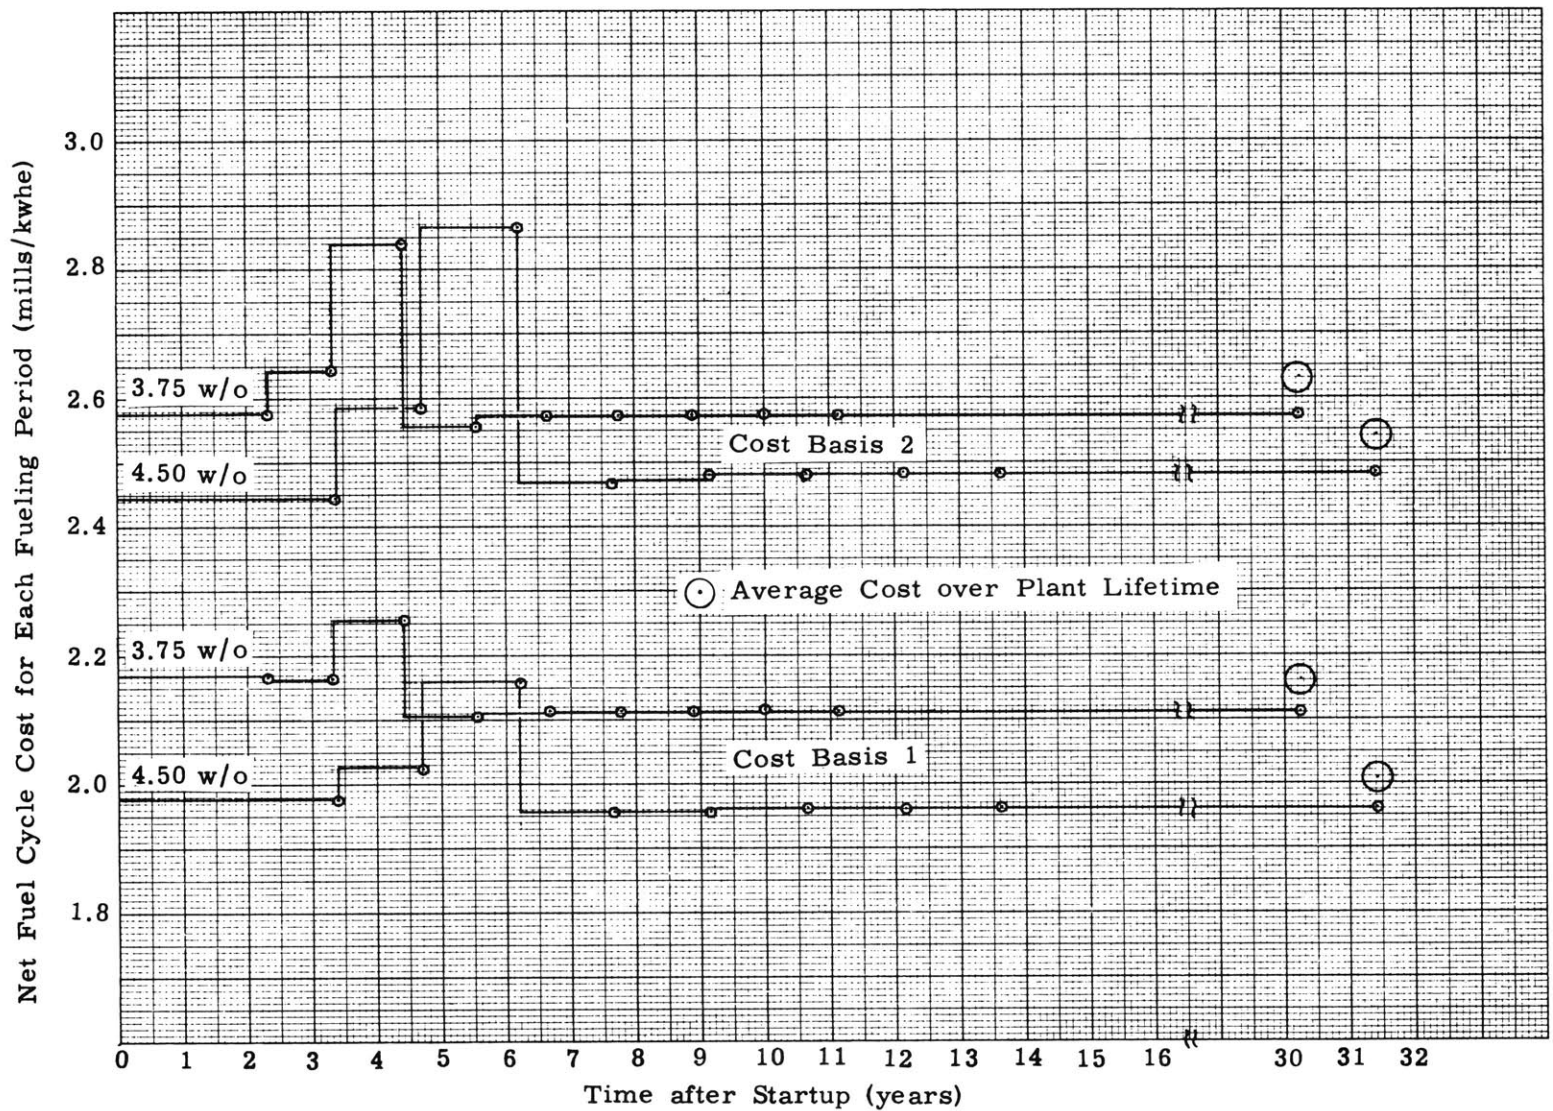 Net Fuel Cycle Cost for Each Fueling Period (mills/kwhe)
3.0
2.8
3.75 w/o
2.6
Cost Basis 2
4.50 w/o
2.4
Average Cost over Plant Lifetime
3.75 w/o
2.2
Cost Basis 1
4.50 w/o
2.0
1.8
0 1 2 3 4 5 6 7 8 9 10 11 12 13 14 15 16 30 31 32
Time after Startup (years)